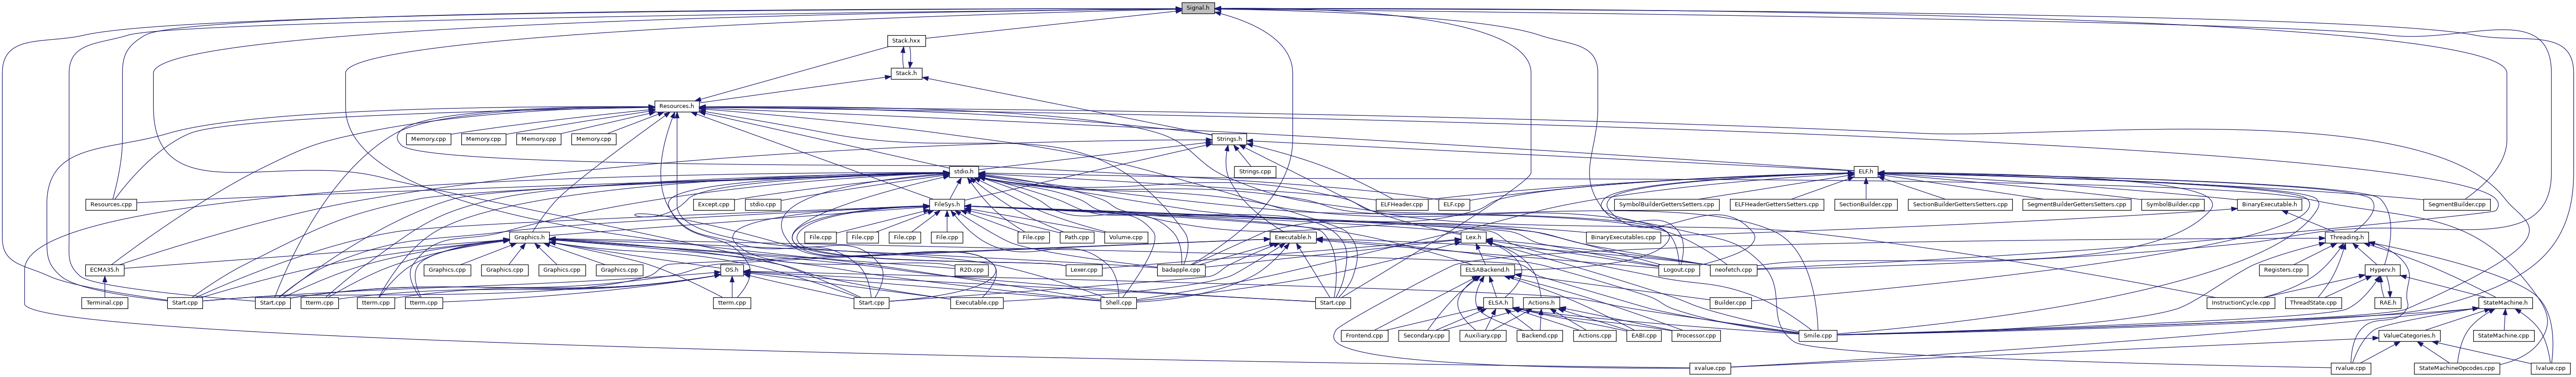 Signal.h
Stack.hxx
Stack.h
Resources.h
Memory.cpp
Memory.cpp
Memory.cpp
Memory.cpp
Strings.h
stdio.h
Strings.cpp
ELF.h
Resources.cpp
Except.cpp
stdio.cpp
FileSys.h
ELFHeader.cpp
ELF.cpp
SymbolBuilderGettersSetters.cpp
ELFHeaderGettersSetters.cpp
SectionBuilder.cpp
SectionBuilderGettersSetters.cpp
SegmentBuilderGettersSetters.cpp
SymbolBuilder.cpp
BinaryExecutable.h
SegmentBuilder.cpp
Graphics.h
File.cpp
File.cpp
File.cpp
File.cpp
File.cpp
Path.cpp
Volume.cpp
Executable.h
Lex.h
BinaryExecutables.cpp
Threading.h
ECMA35.h
Graphics.cpp
Graphics.cpp
Graphics.cpp
Graphics.cpp
OS.h
R2D.cpp
Lexer.cpp
badapple.cpp
ELSABackend.h
Logout.cpp
neofetch.cpp
Registers.cpp
Hyperv.h
Terminal.cpp
Start.cpp
Start.cpp
tterm.cpp
tterm.cpp
tterm.cpp
tterm.cpp
Start.cpp
Executable.cpp
Shell.cpp
Start.cpp
ELSA.h
Actions.h
Builder.cpp
InstructionCycle.cpp
ThreadState.cpp
RAE.h
StateMachine.h
Frontend.cpp
Secondary.cpp
Auxiliary.cpp
Backend.cpp
Actions.cpp
EABI.cpp
Processor.cpp
Smile.cpp
ValueCategories.h
StateMachine.cpp
xvalue.cpp
rvalue.cpp
StateMachineOpcodes.cpp
lvalue.cpp